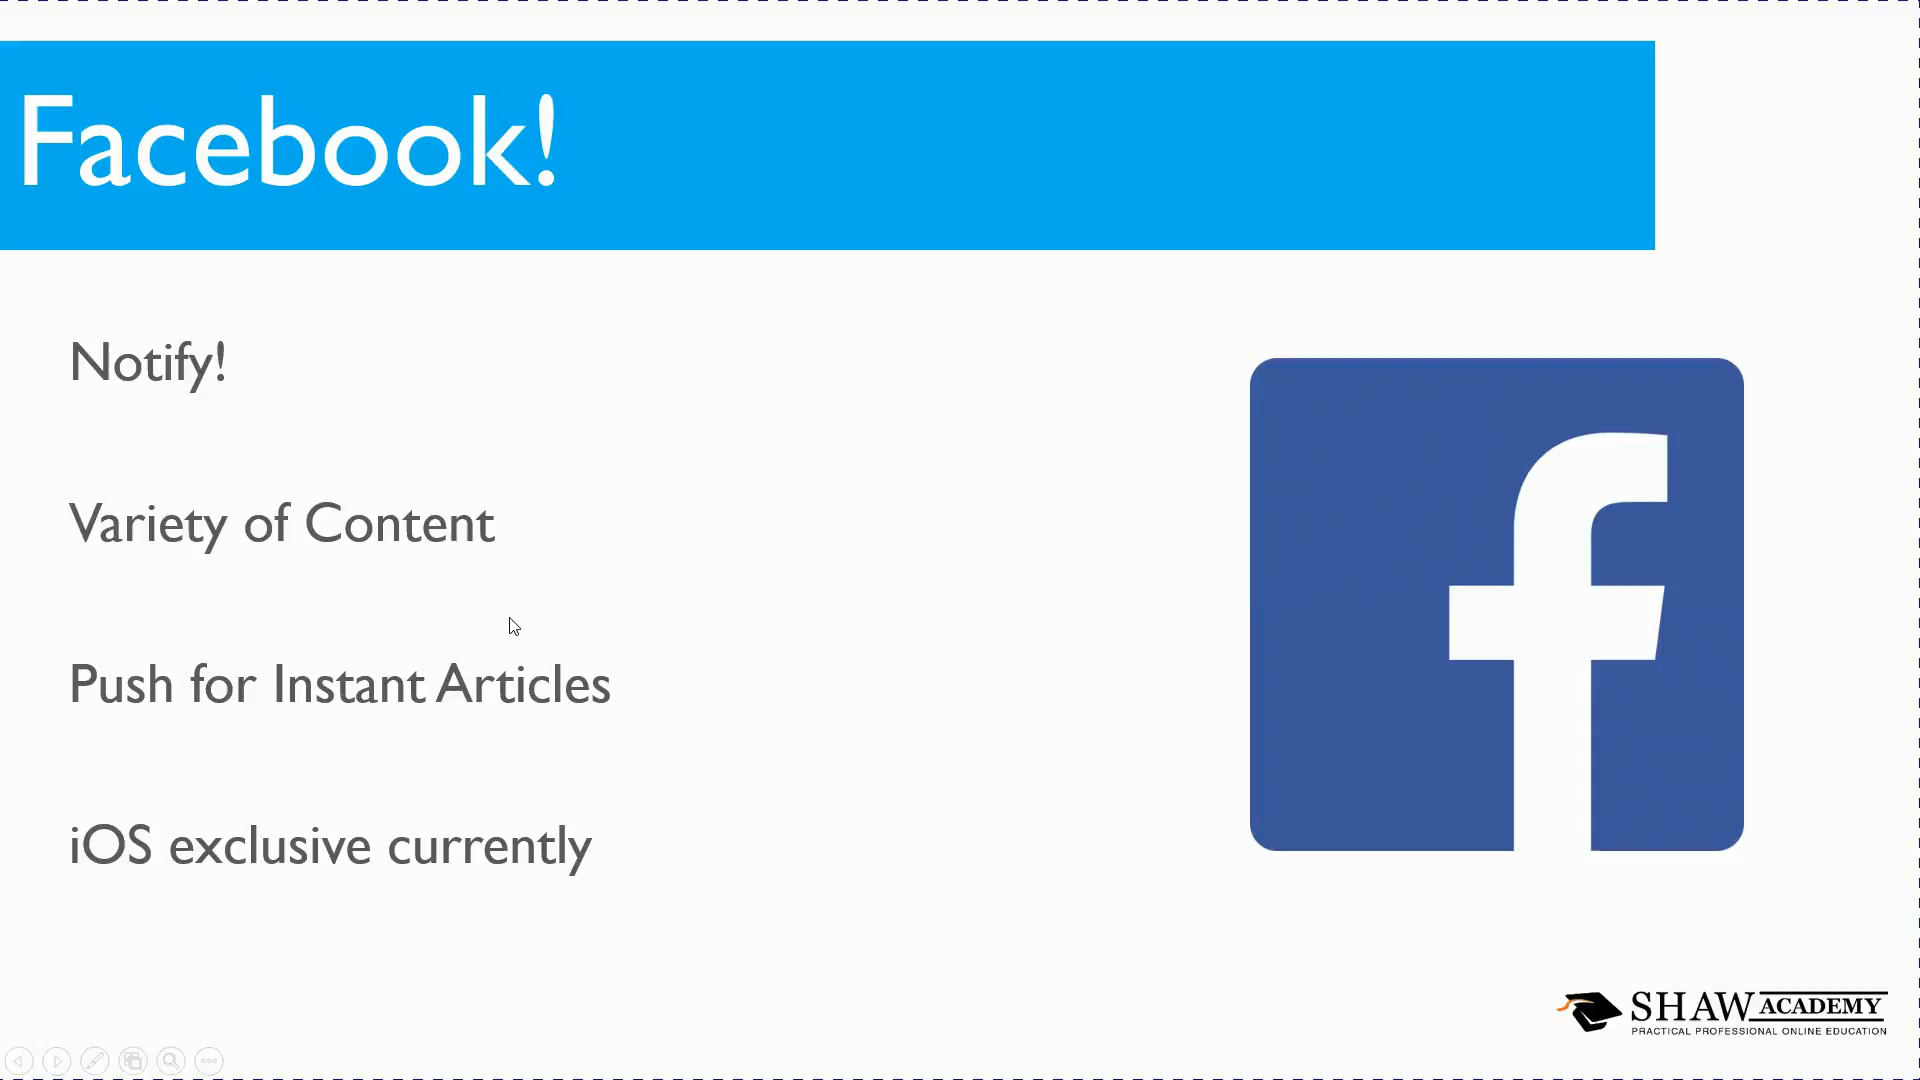 Facebook!
Notify!
Variety of Content
Push for Instant Articles
iOS exclusive currently
SHAW ACADEMY
PRACTICAL PROFESSIONAL ONLINE EDUCATION